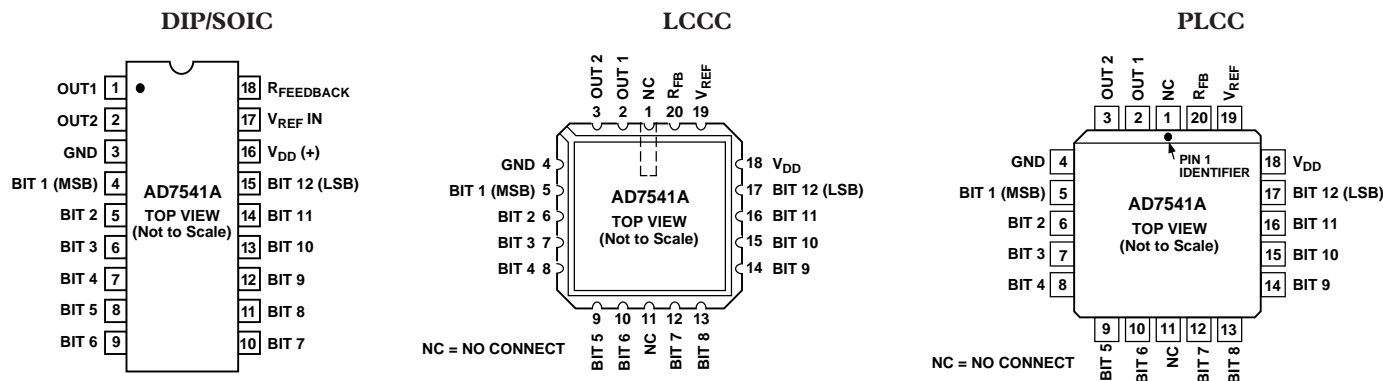 DIP/SOIC
OUT1 1
OUT2 2
GND 3
BIT 1 (MSB) 4
BIT 2 5
BIT 3 6
BIT 4 7
BIT 5 8
BIT 6 9
AD7541A
TOP VIEW
(Not to Scale)
18 RFEEDBACK
17 VREF IN
16 VDD (+)
15 BIT 12 (LSB)
14 BIT 11
13 BIT 10
12 BIT 9
11 BIT 8
10 BIT 7
LCCC
OUT 2
OUT 1
NC
RFB
VREF
3 2 1 20 19
GND 4
BIT 1 (MSB) 5
BIT 2 6
BIT 3 7
BIT 4 8
AD7541A
TOP VIEW
(Not to Scale)
18 VDD
17 BIT 12 (LSB)
16 BIT 11
15 BIT 10
14 BIT 9
9 10 11 12 13
BIT 5
BIT 6
NC
BIT 7
BIT 8
NC = NO CONNECT
PLCC
OUT 2
OUT 1
NC
RFB
VREF
3 2 1 20 19
PIN 1
IDENTIFIER
GND 4
BIT 1 (MSB) 5
BIT 2 6
BIT 3 7
BIT 4 8
AD7541A
TOP VIEW
(Not to Scale)
18 VDD
17 BIT 12 (LSB)
16 BIT 11
15 BIT 10
14 BIT 9
9 10 11 12 13
BIT 5
BIT 6
NC
BIT 7
BIT 8
NC = NO CONNECT